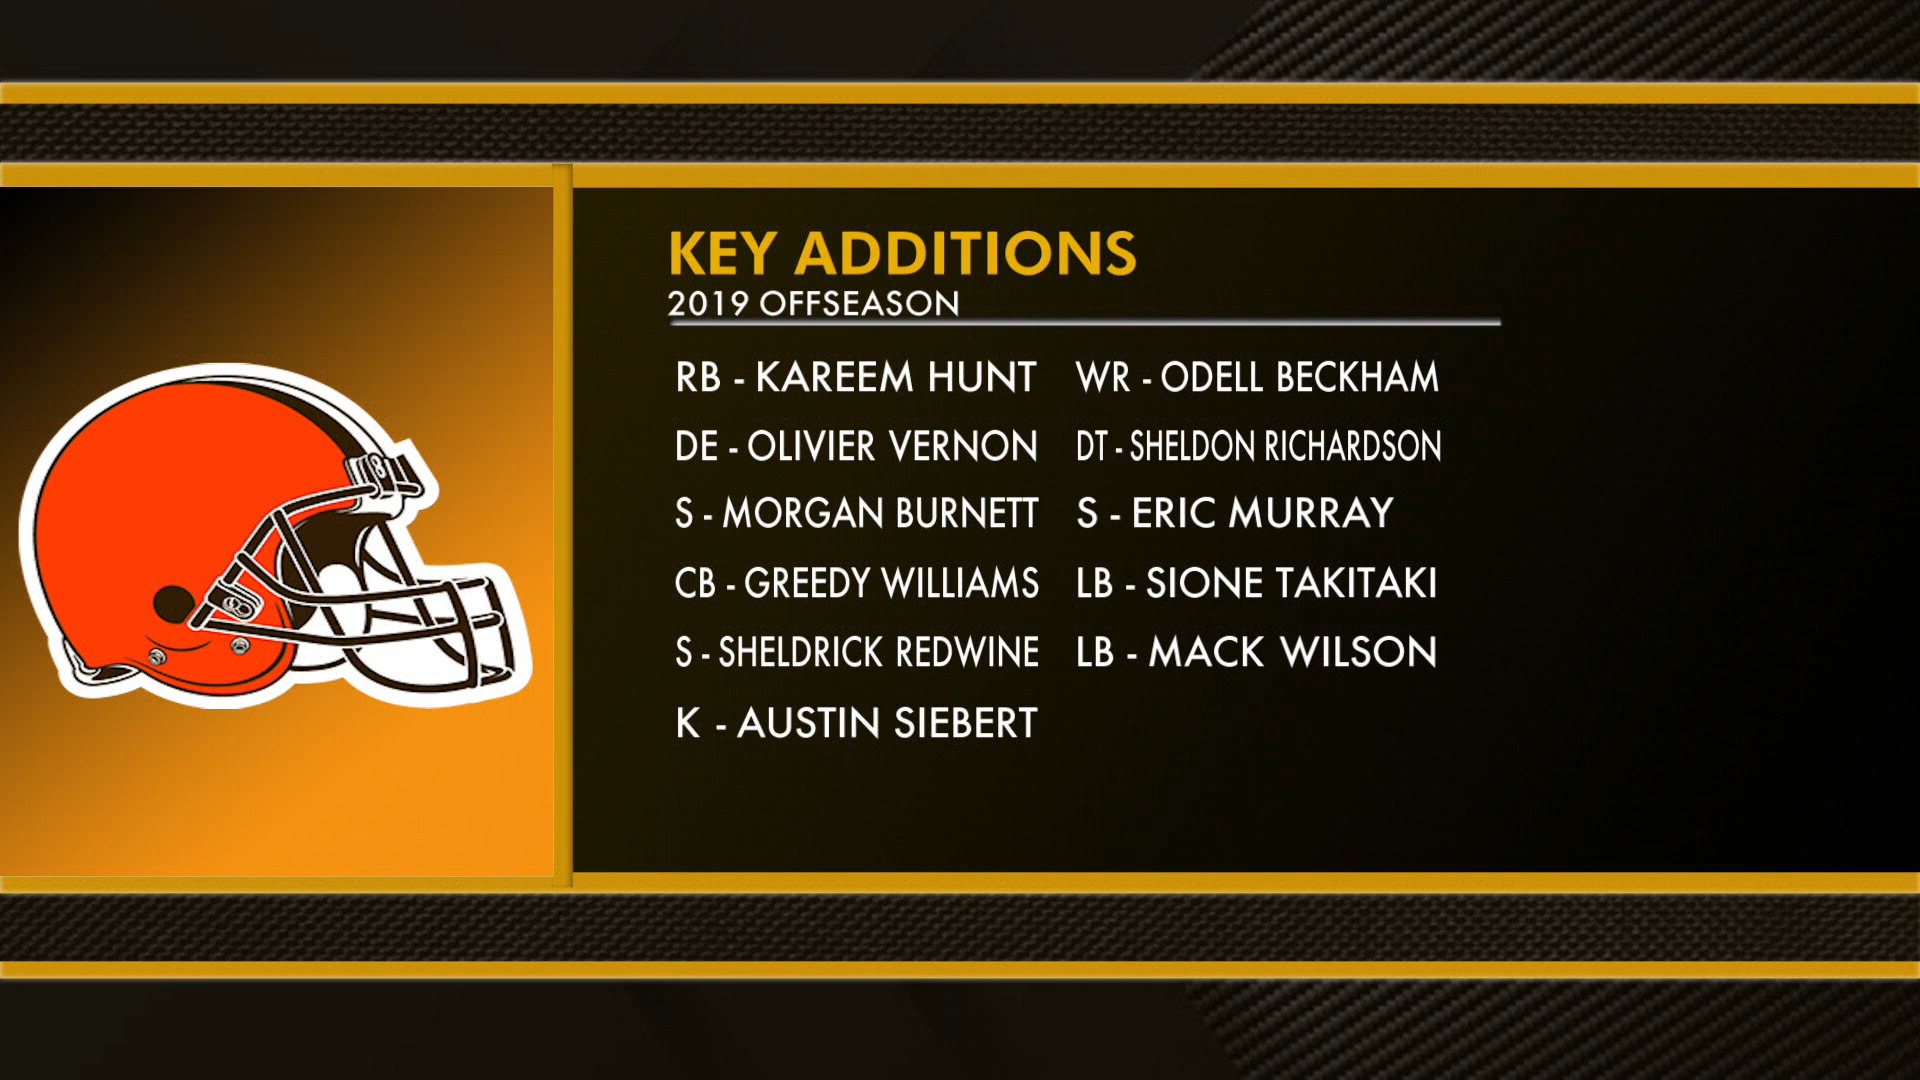 KEY ADDITIONS
2019 OFFSEASON
RB - KAREEM HUNT WR - ODELL BECKHAM
DE - OLIVIER VERNON DT - SHELDON RICHARDSON
S - MORGAN BURNETT S - ERIC MURRAY
CB - GREEDY WILLIAMS LB - SIONE TAKITAKI
S - SHELDRICK REDWINE LB - MACK WILSON
K - AUSTIN SIEBERT